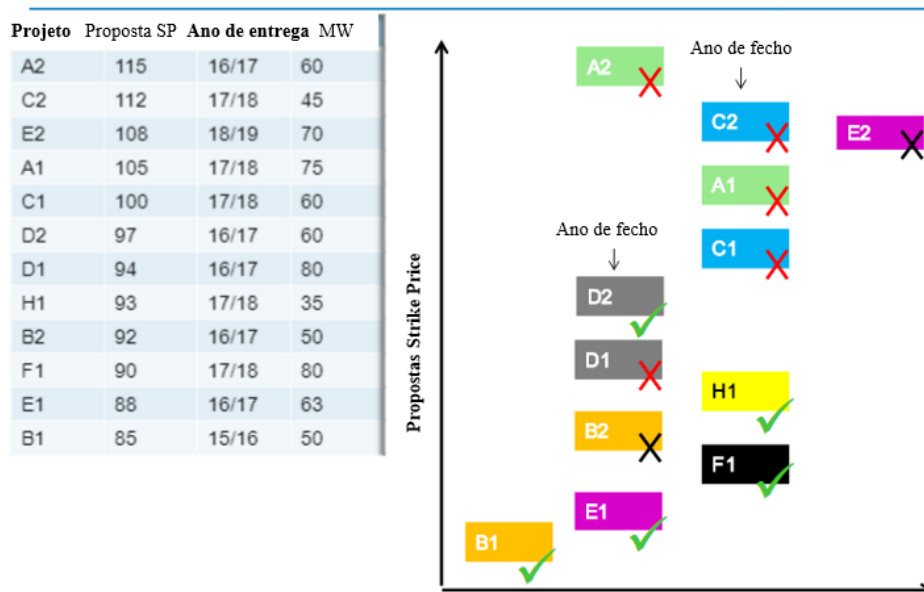 Projeto Proposta SP Ano de entrega MW
A2 115 16/17 60
C2 112 17/18 45
E2 108 18/19 70
A1 105 17/18 75
C1 100 17/18 60
D2 97 16/17 60
D1 94 16/17 80
H1 93 17/18 35
B2 92 16/17 50
F1 90 17/18 80
E1 88 16/17 63
B1 85 15/16 50
Propostas Strike Price
Ano de fecho
A2
C2
E2
A1
Ano de fecho
C1
D2
D1
H1
B2
F1
E1
B1